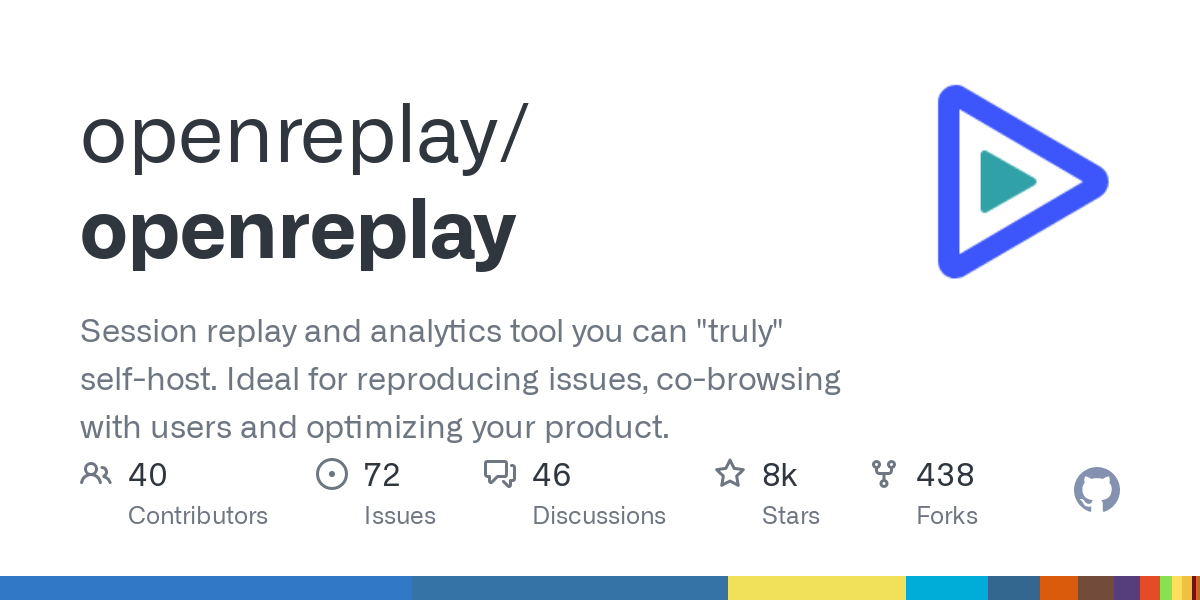 openreplay/
openreplay
Session replay and analytics tool you can "truly"
self-host. Ideal for reproducing issues, co-browsing
with users and optimizing your product.
40 72 46 8k 438
Contributors Issues Discussions Stars Forks